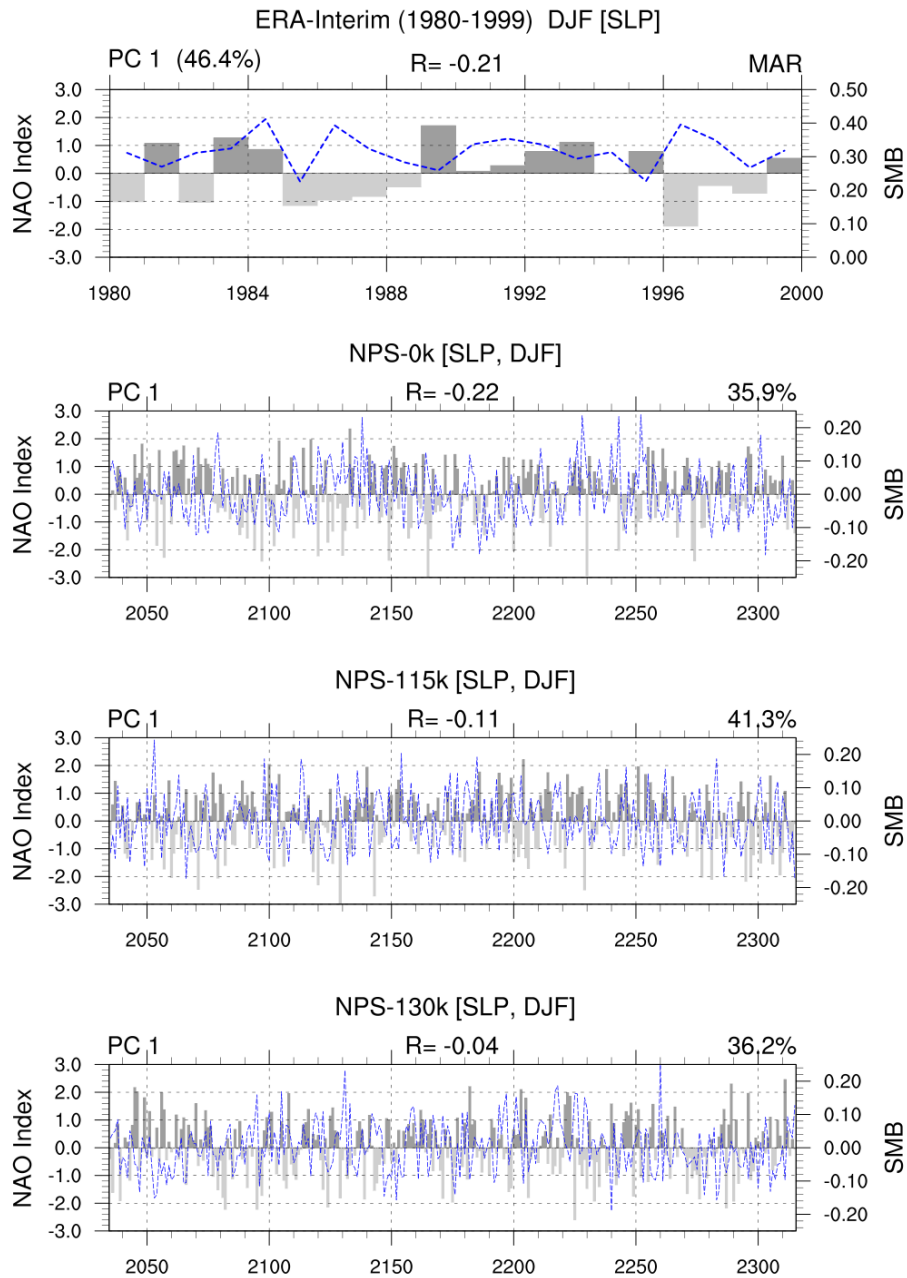 ERA-Interim (1980-1999)  DJF [SLP]
PC 1  (46.4%) R= -0.21 MAR
3.0 0.50
2.0 0.40
1.0 0.30
0.0
-1.0 0.20
-2.0 0.10
-3.0 0.00
NAO Index
SMB
1980 1984 1988 1992 1996 2000
NPS-0k [SLP, DJF]
PC 1 R= -0.22 35.9%
3.0
2.0 0.20
1.0 0.10
0.0 0.00
-1.0 -0.10
-2.0 -0.20
-3.0
NAO Index
SMB
2050 2100 2150 2200 2250 2300
NPS-115k [SLP, DJF]
PC 1 R= -0.11 41.3%
3.0
2.0 0.20
1.0 0.10
0.0 0.00
-1.0 -0.10
-2.0 -0.20
-3.0
NAO Index
SMB
2050 2100 2150 2200 2250 2300
NPS-130k [SLP, DJF]
PC 1 R= -0.04 36.2%
3.0
2.0 0.20
1.0 0.10
0.0 0.00
-1.0 -0.10
-2.0 -0.20
-3.0
NAO Index
SMB
2050 2100 2150 2200 2250 2300